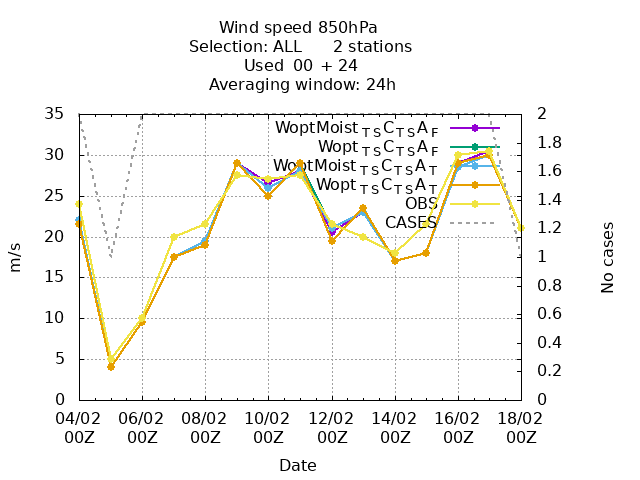 Wind speed 850hPa
Selection: ALL 2 stations
Used 00 + 24
Averaging window: 24h
35
30
25
20
15
10
5
0
m/s
2
1.8
1.6
1.4
1.2
1
0.8
0.6
0.4
0.2
0
No cases
WoptMoist TS C TS A F
Wopt TS C TS A F
WoptMoist TS C TS A T
Wopt TS C TS A T
OBS
CASES
04/02 06/02 08/02 10/02 12/02 14/02 16/02 18/02
00Z 00Z 00Z 00Z 00Z 00Z 00Z 00Z
Date